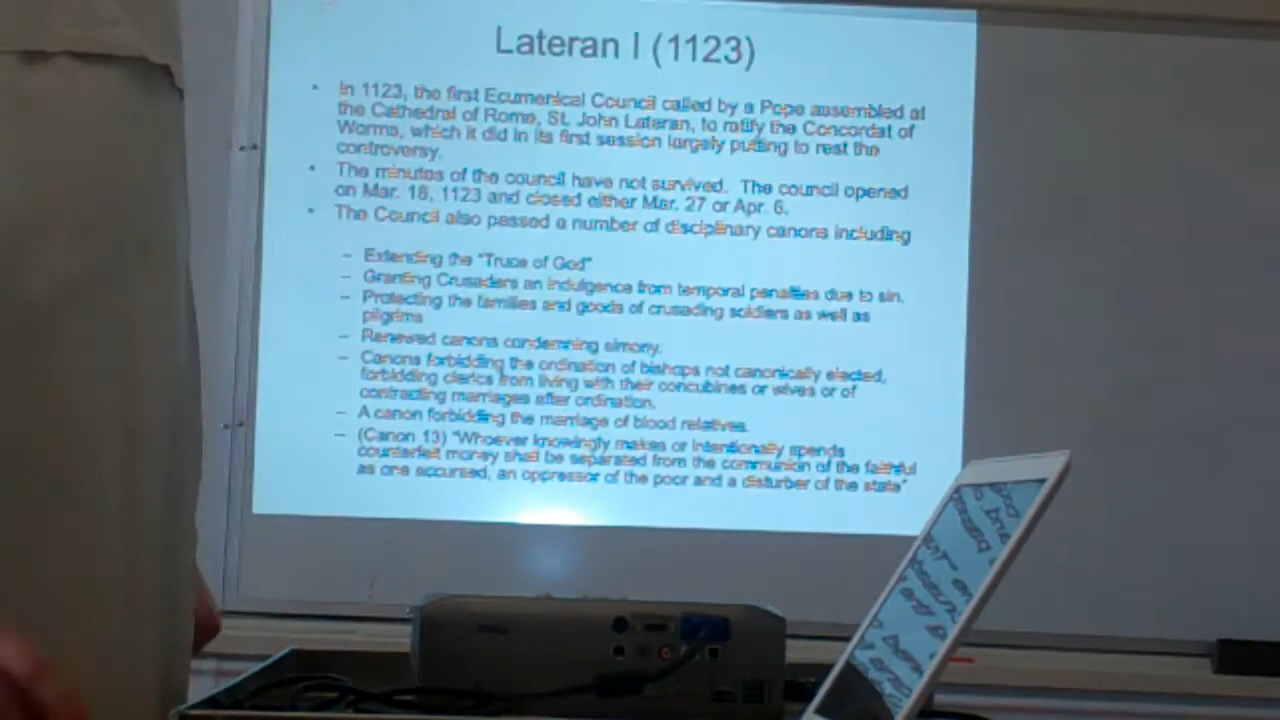 Lateran I (1123)
• In 1123, the first Ecumenical Council called by a Pope assembled at
the Cathedral of Rome, St. John Lateran, to ratify the Concordat of
Worms, which it did in its first session largely putting to rest the
controversy.
• The minutes of the council have not survived. The council opened
on Mar. 18, 1123 and closed either Mar. 27 or Apr. 6.
• The Council also passed a number of disciplinary canons including
– Extending the "Truce of God"
– Granting Crusaders an indulgence from temporal penalties due to sin.
– Protecting the families and goods of crusading soldiers as well as
pilgrims
– Renewed canons condemning simony.
– Canons forbidding the ordination of bishops not canonically elected,
forbidding clerics from living with their concubines or wives or of
contracting marriages after ordination.
– A canon forbidding the marriage of blood relatives.
– (Canon 13) "Whoever knowingly makes or intentionally spends
counterfeit money shall be separated from the communion of the faithful
as one accursed, an oppressor of the poor and a disturber of the state"